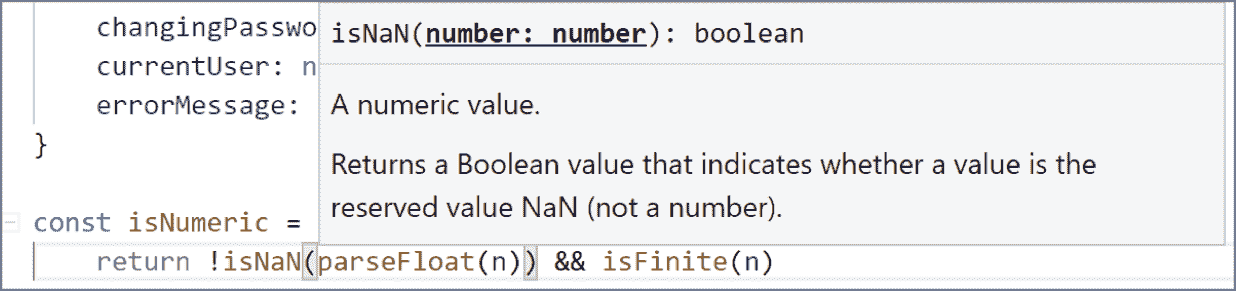 changingPasswo
currentUser: n
errorMessage:
}
const isNumeric =
return !isNaN(parseFloat(n)) && isFinite(n)
isNaN(number: number): boolean
A numeric value.
Returns a Boolean value that indicates whether a value is the
reserved value NaN (not a number).